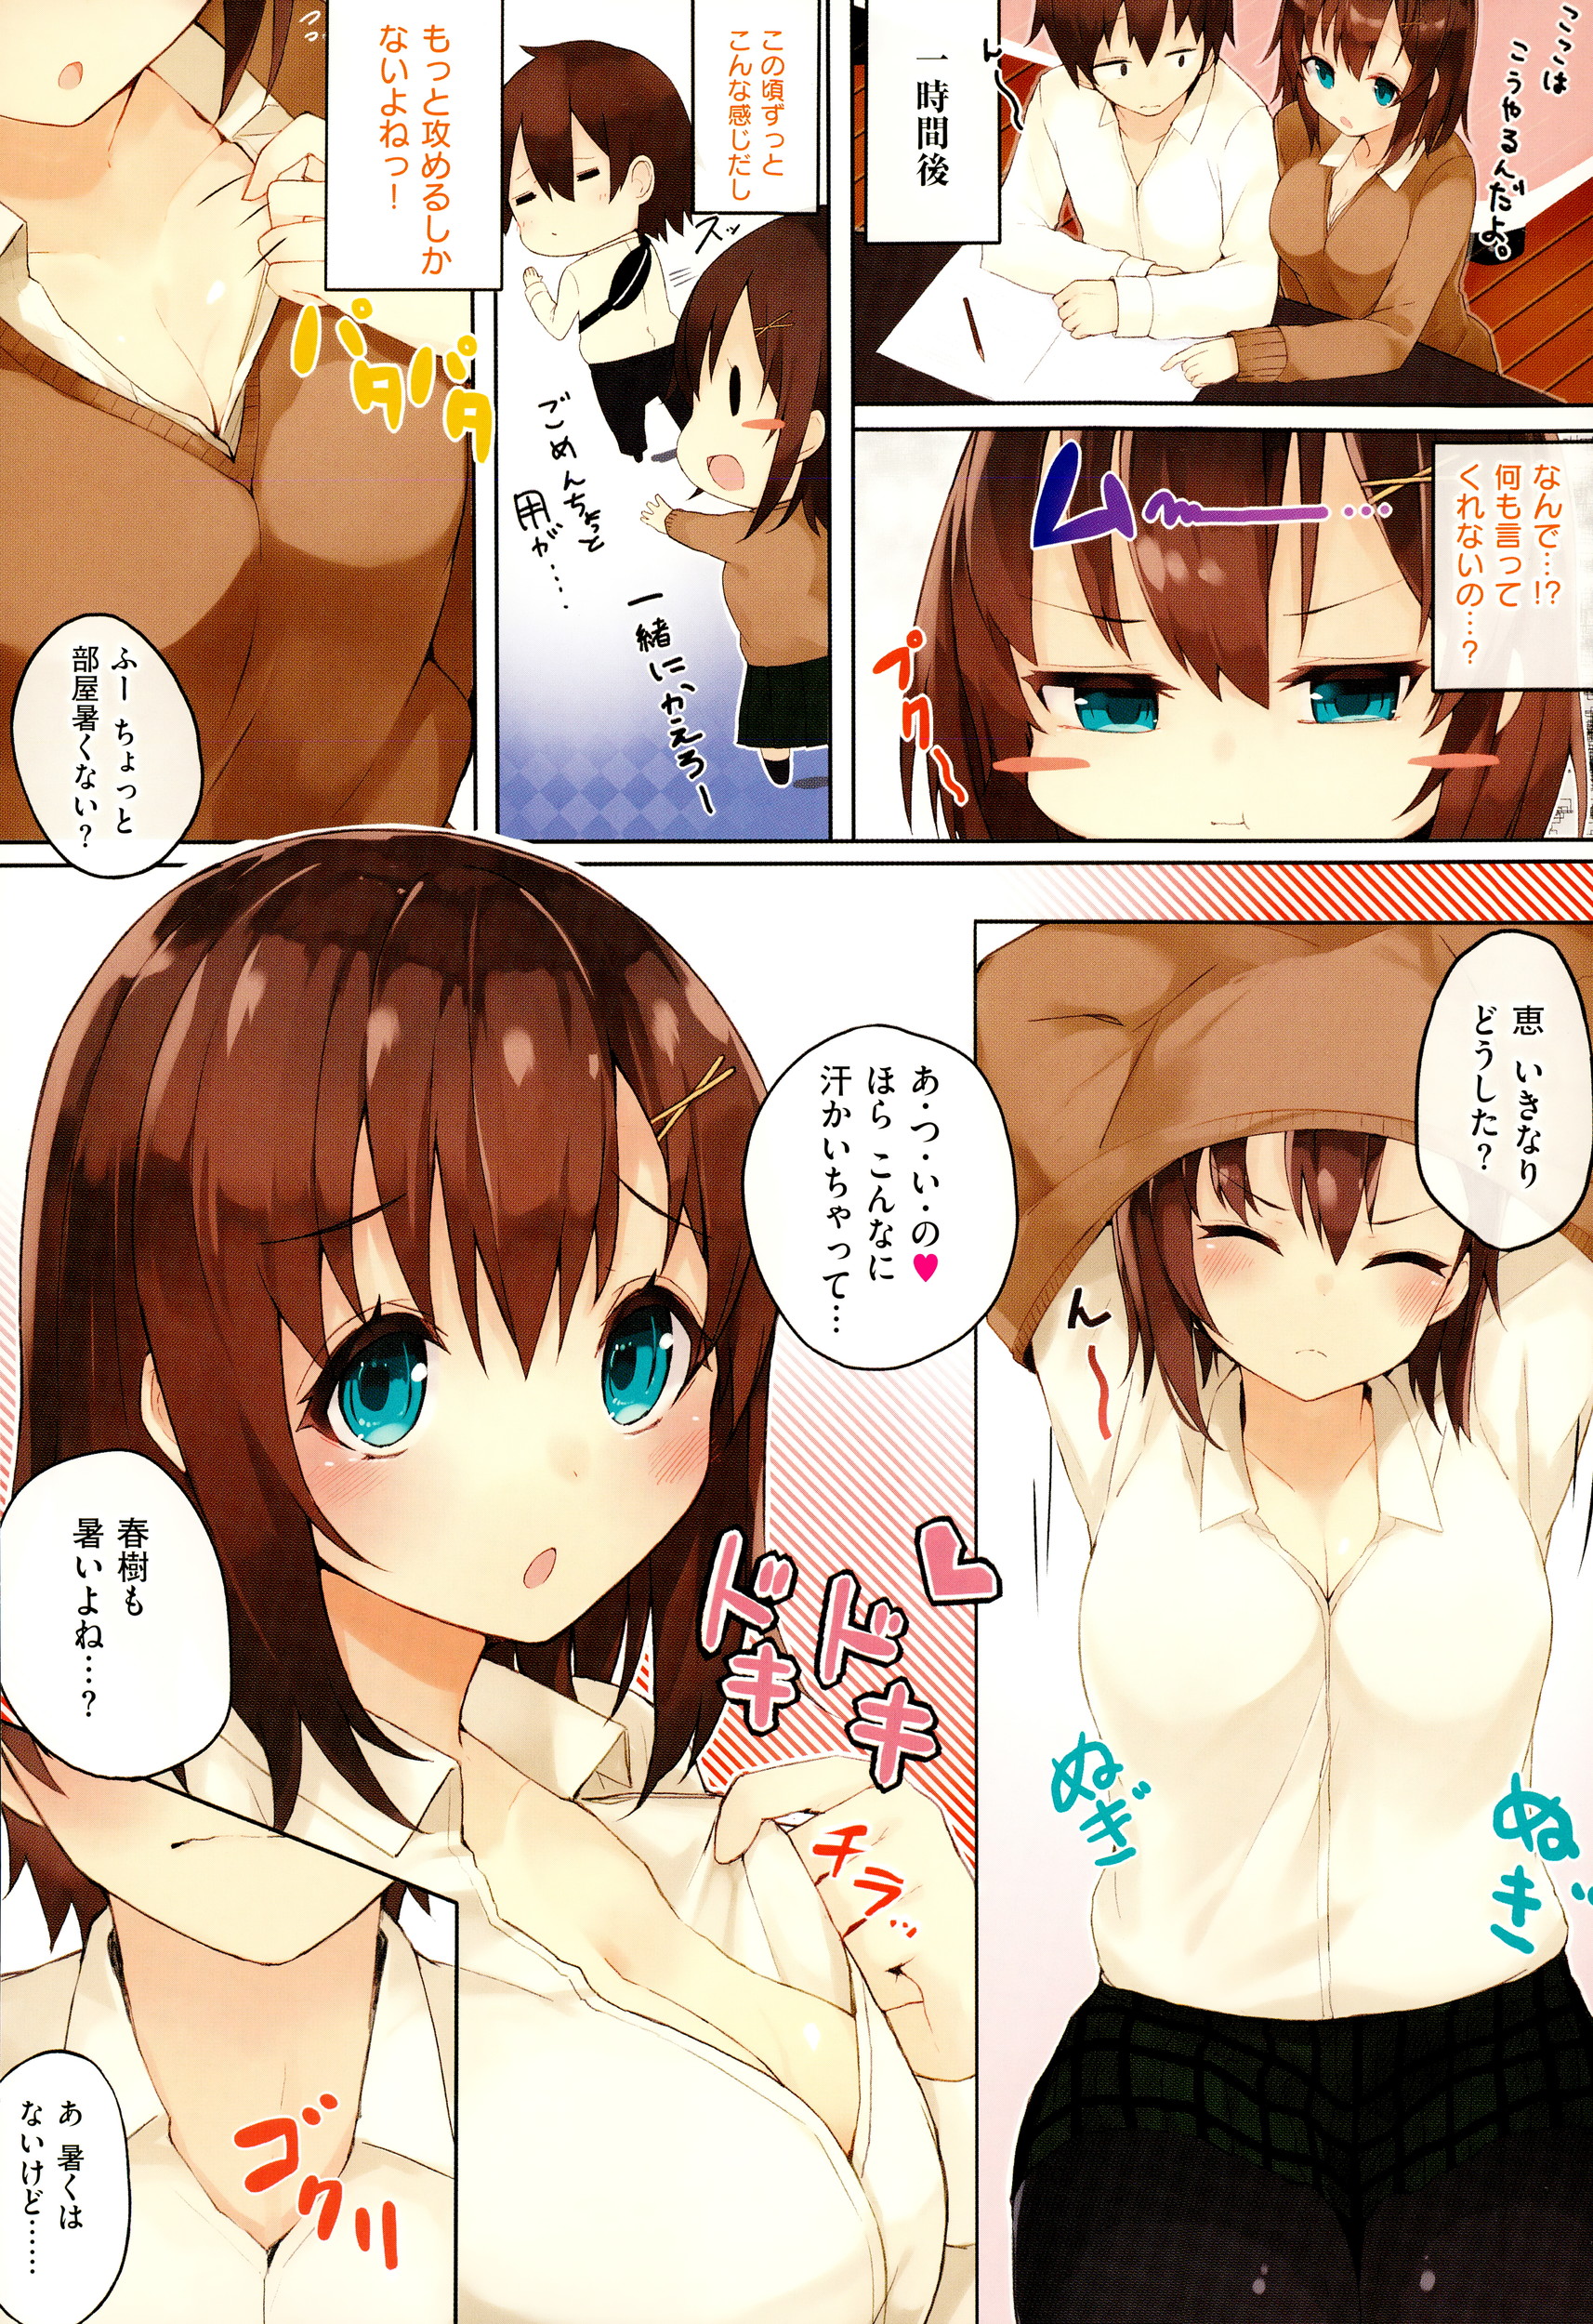 ここは
こうやるんだよ。
ん〜
一時間後
なんで…!?
何も言って
くれないの…？
ムー…
プク〜
この頃ずっと
こんな感じだし
スッ
ごめんちょっと
用が....
一緒にかえろー
もっと攻めるしか
ないよねっ！
パタパタ
ふー ちょっと
部屋暑くない？
恵 いきなり
どうした？
ん〜
ぬぎ
ぬぎ
あ・つ・い・の♥
ほら こんなに
汗かいちゃって…
ドキ
ドキ
チラッ
春樹も
暑いよね…？
ゴクリ
あ 暑くは
ないけど……